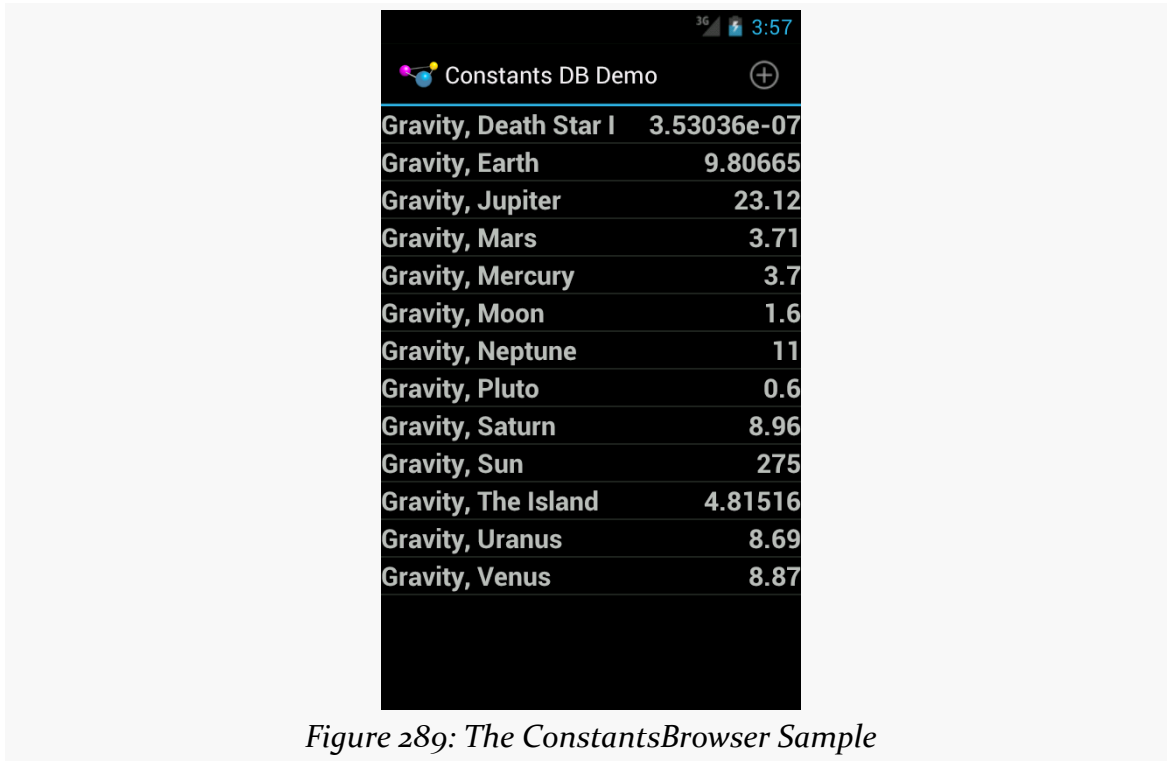 3G 3:57
Constants DB Demo
Gravity, Death Star I 3.53036e-07
Gravity, Earth 9.80665
Gravity, Jupiter 23.12
Gravity, Mars 3.71
Gravity, Mercury 3.7
Gravity, Moon 1.6
Gravity, Neptune 11
Gravity, Pluto 0.6
Gravity, Saturn 8.96
Gravity, Sun 275
Gravity, The Island 4.81516
Gravity, Uranus 8.69
Gravity, Venus 8.87
Figure 289: The ConstantsBrowser Sample